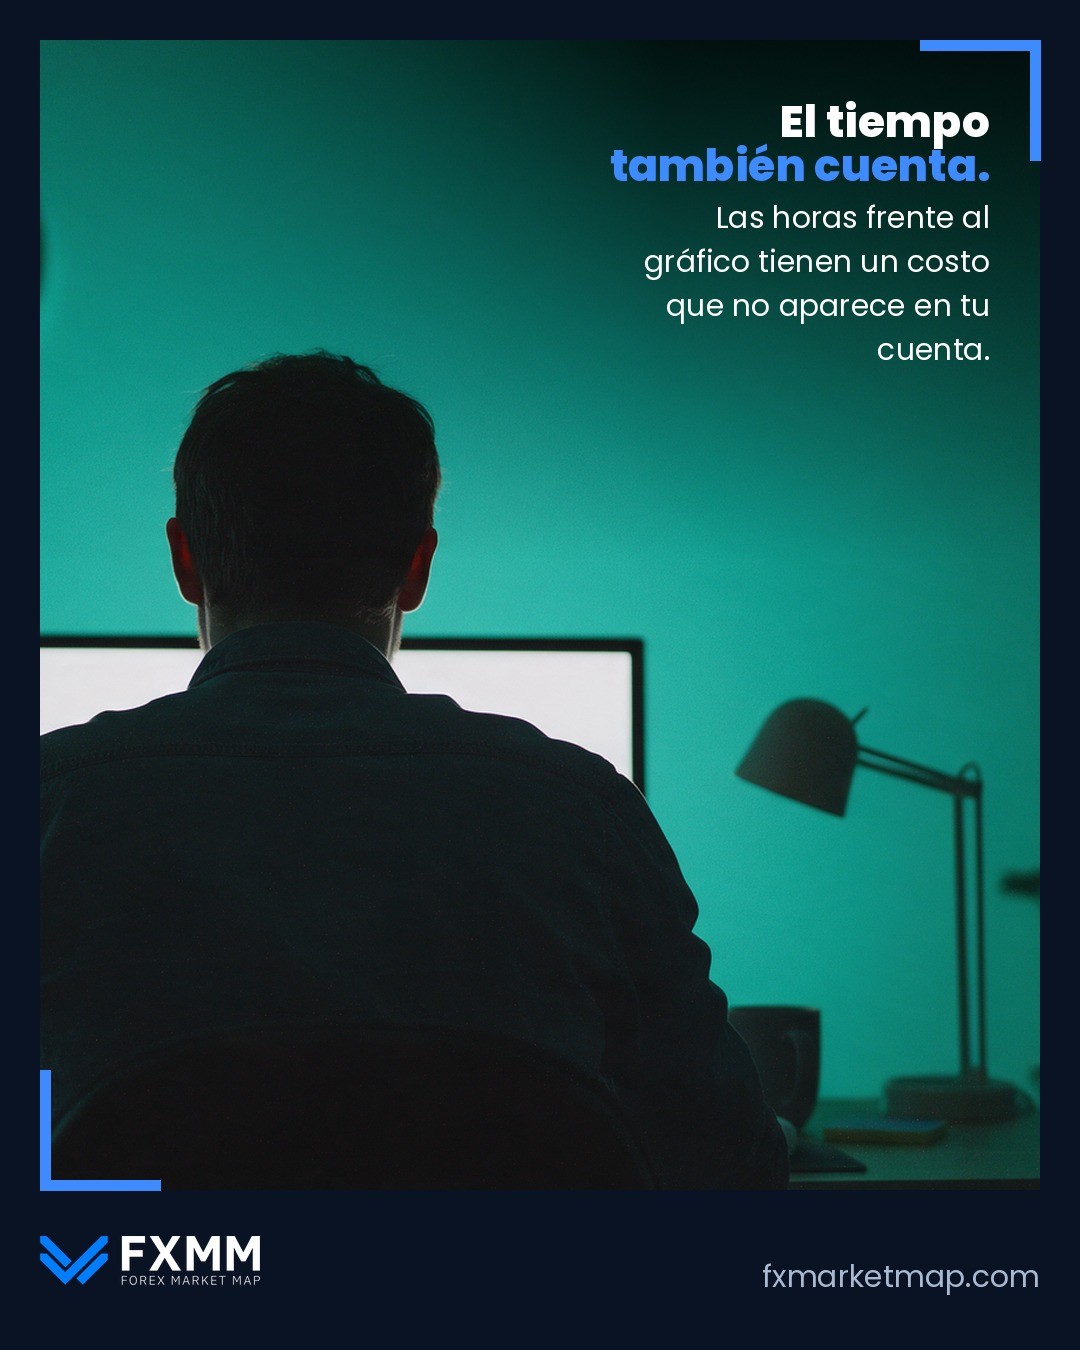 El tiempo
también cuenta.
Las horas frente al
gráfico tienen un costo
que no aparece en tu
cuenta.
FXMM
FOREX MARKET MAP
fxmarketmap.com